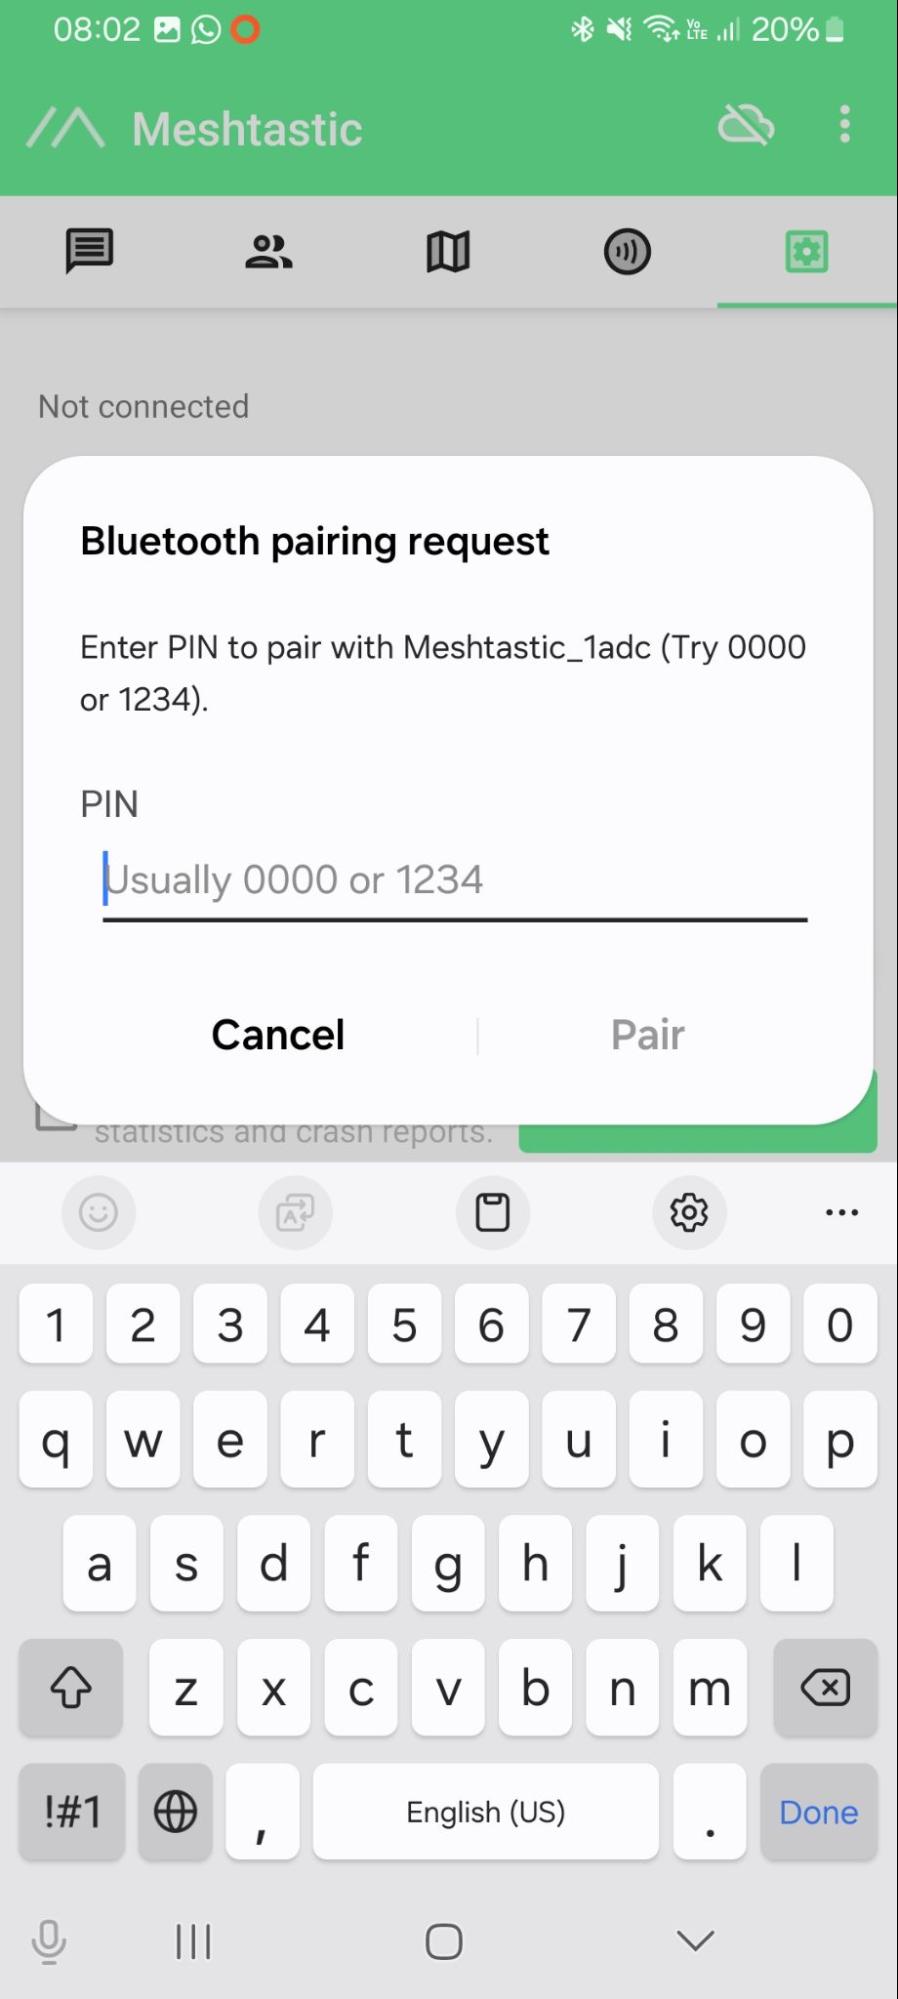 08:02
Vo
LTE
20%
Meshtastic
Not connected
Bluetooth pairing request
Enter PIN to pair with Meshtastic_1adc (Try 0000
or 1234).
PIN
Usually 0000 or 1234
Cancel
Pair
statistics and crash reports.
1 2 3 4 5 6 7 8 9 0
q w e r t y u i o p
a s d f g h j k l
z x c v b n m
!#1 , English (US) . Done